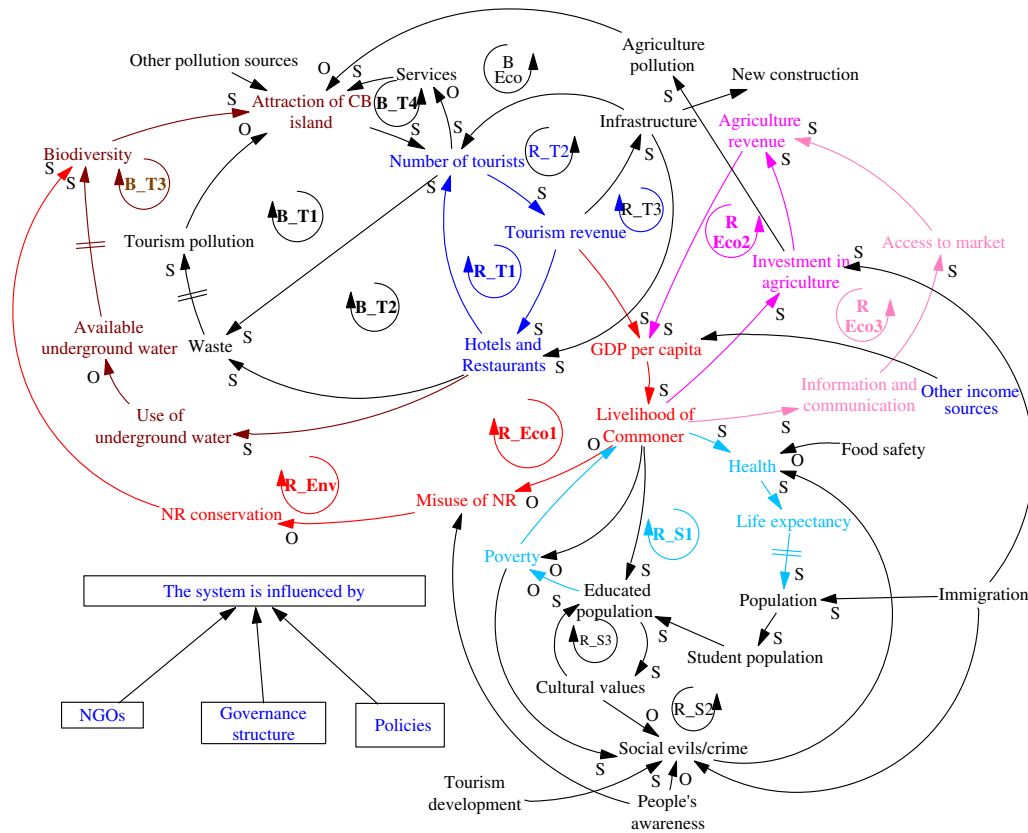 Other pollution sources
Services
B
Eco
Agriculture
pollution
New construction
O
S
S
Attraction of CB
island
B_T4
O
S
Infrastructure
Agriculture
revenue
S
S
O
S
S
S
S
S
Biodiversity
S
S
B_T3
Number of tourists
S
R_T2
S
B_T1
S
R_T3
Tourism pollution
S
Tourism revenue
R
Eco2
Access to market
S
S
R_T1
Investment in
agriculture
S
B_T2
S
R
Eco3
Available
underground water
O
Waste
S
S
Hotels and
Restaurants
S
S
S
S
GDP per capita
S
Information and
communication
Other income
sources
Use of
underground water
S
R_Eco1
Livelihood of
Commoner
O
S
S
Health
O
S
Food safety
R_Env
NR conservation
O
Misuse of NR
O
R_S1
Life expectancy
S
Poverty
O
O
S
Educated
population
S
S
Population
S
Immigration
S
R_S3
S
Student population
Cultural values
S
O
R_S2
Social evils/crime
S
S
O
Tourism
development
People's
awareness
The system is influenced by
NGOs
Governance
structure
Policies